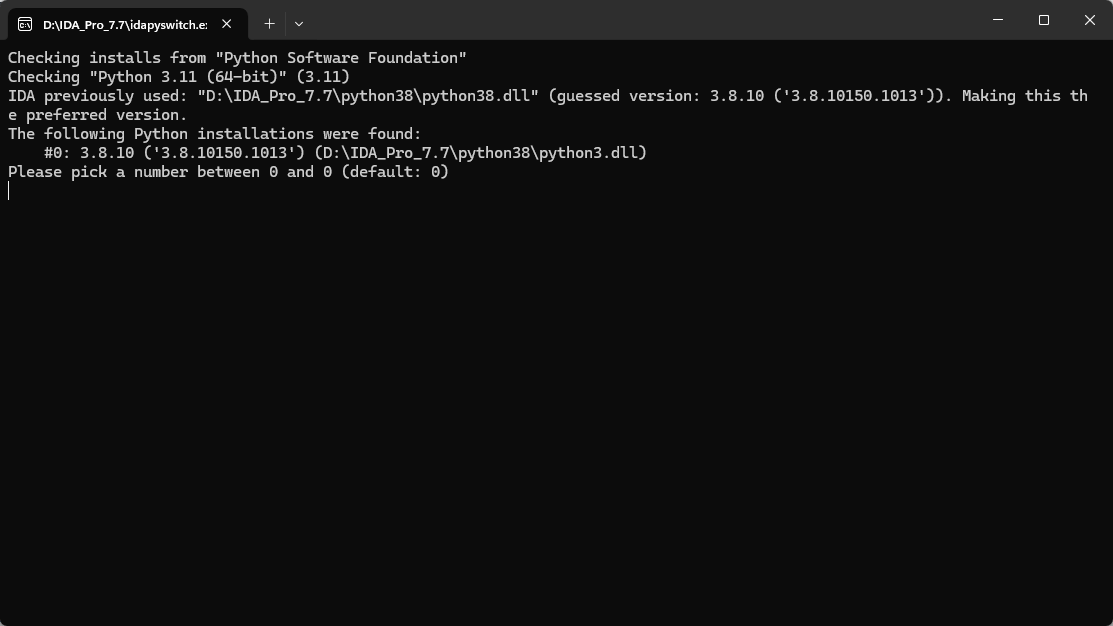 D:\IDA_Pro_7.7\idapyswitch.e:
Checking installs from "Python Software Foundation"
Checking "Python 3.11 (64-bit)" (3.11)
IDA previously used: "D:\IDA_Pro_7.7\python38\python38.dll" (guessed version: 3.8.10 ('3.8.10150.1013')). Making this th
e preferred version.
The following Python installations were found:
    #0: 3.8.10 ('3.8.10150.1013') (D:\IDA_Pro_7.7\python38\python3.dll)
Please pick a number between 0 and 0 (default: 0)